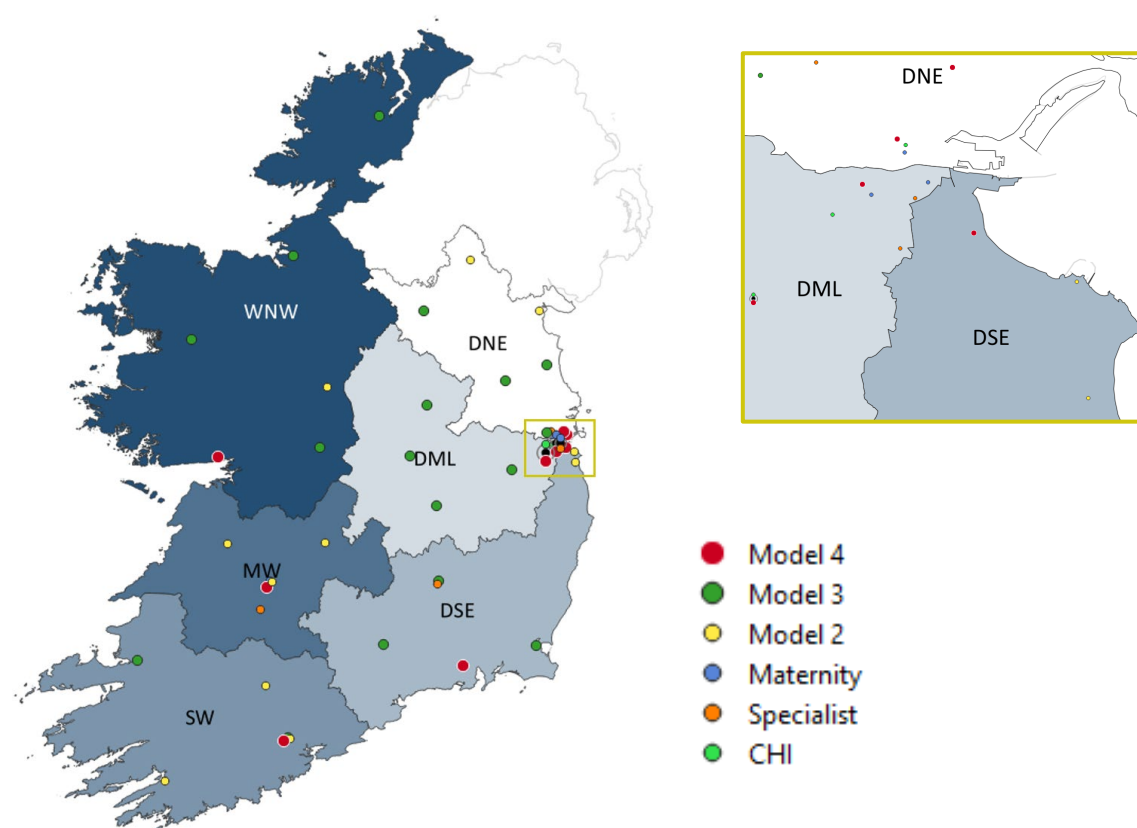 WNW
DNE
DML
MW
DSE
SW
DNE
DML
DSE
Model 4
Model 3
Model 2
Maternity
Specialist
CHI